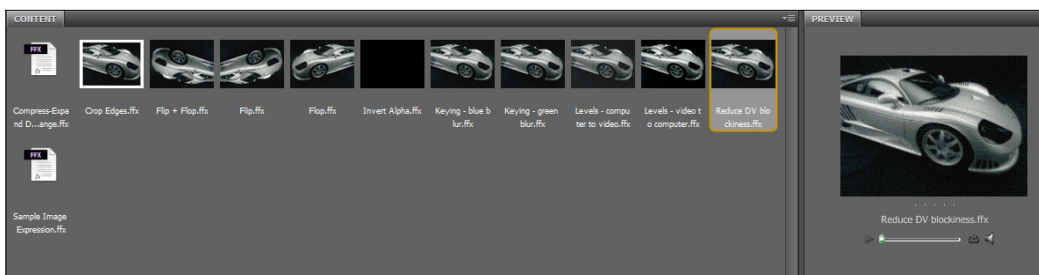 CONTENT
PREVIEW
FFX
fx
Compress-Expa
nd D...ange.ffx
Crop Edges.ffx
Flip + Flop.ffx
Flip.ffx
Flop.ffx
Invert Alpha.ffx
Keying - blue b
lur.ffx
Keying - green
blur.ffx
Levels - compu
ter to video.ffx
Levels - video t
o computer.ffx
Reduce DV blo
ckiness.ffx
FFX
fx
Sample Image
Expression.ffx
Reduce DV blockiness.ffx